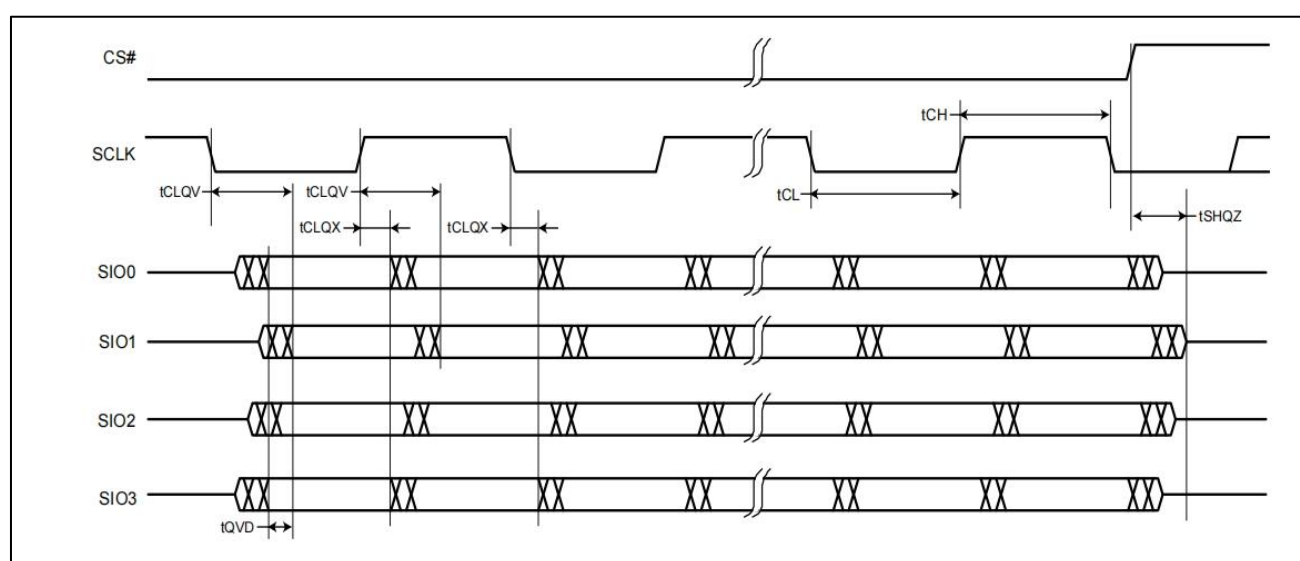 CS#
tCH
SCLK
tCLQV
tCLQV
tCL
tSHQZ
tCLQX
tCLQX
SIO0
SIO1
SIO2
SIO3
tQVD